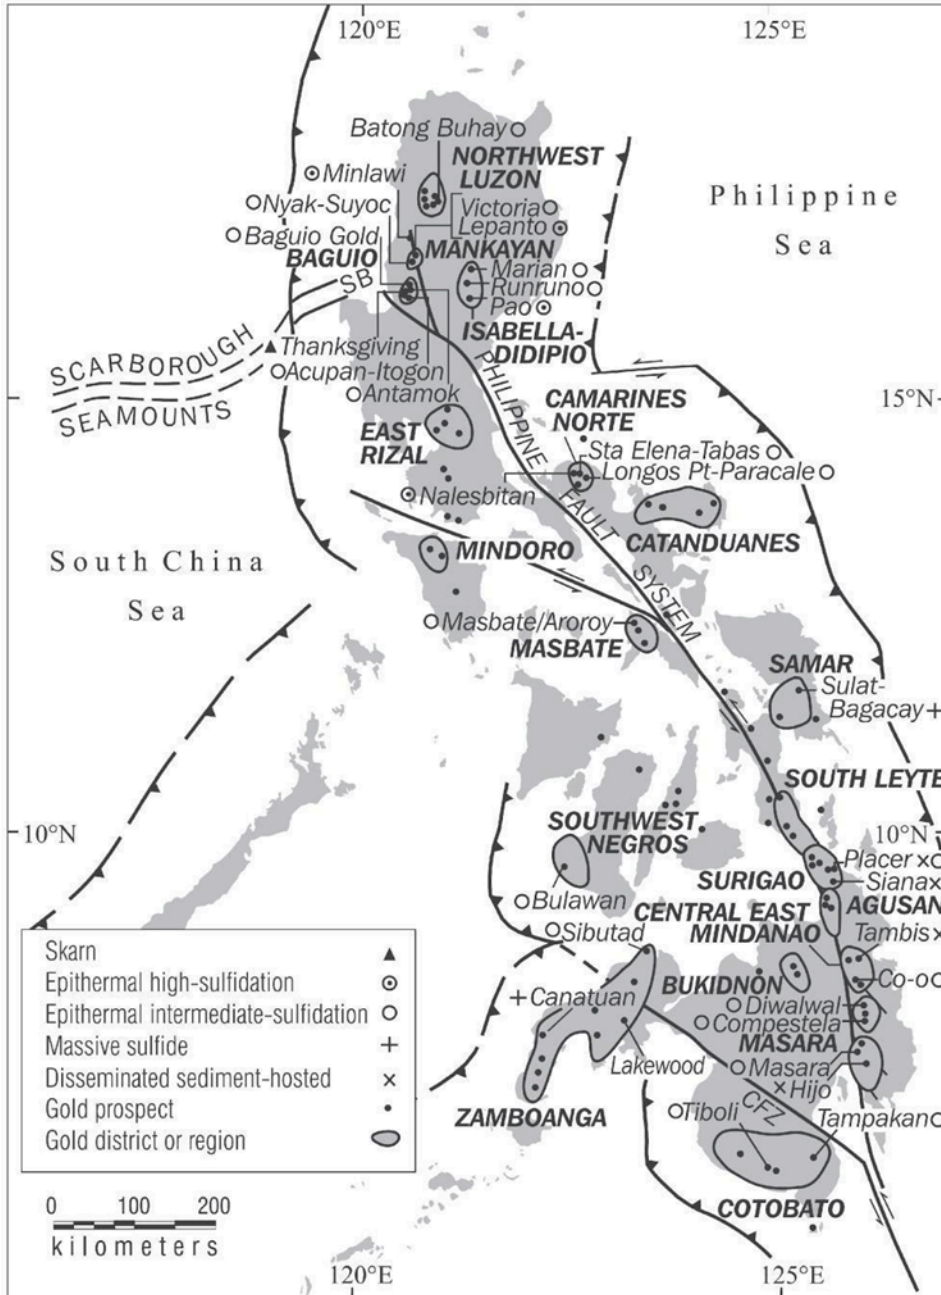 120°E
125°E
Batong Buhay
NORTHWEST
LUZON
Minlawi
Philippine
Sea
Nyak-Suyoc
Victoria
Lepanto
Baguio Gold
MANKAYAN
BAGUIO
Marian
SB
Runruno
Pao
ISABELLA-
DIDIPIO
SCARBOROUGH
SEAMOUNTS
Thanksgiving
Acupan-Itogon
Antamok
PHILIPPINE
FAULT
SYSTEM
CAMARINES
NORTE
15°N
EAST
RIZAL
Sta Elena-Tabas
Longos Pt-Paracale
Nalesbitan
CATANDUANES
South China
Sea
MINDORO
Masbate/Aroroy
MASBATE
SAMAR
Sulat-
Bagacay
SOUTH LEYTE
10°N
10°N
SOUTHWEST
NEGROS
Placer
SURIGAO
Siana
Bulawan
CENTRAL EAST
MINDANAO
AGUSAN
Sibutad
Tambis
BUKIDNON
Co-o
Canatuan
Diwalwal
Compestela
MASARA
Lakewood
Masara
Hijo
ZAMBOANGA
CFZ
Tiboli
Tampakan
COTOBATO
Skarn
Epithermal high-sulfidation
Epithermal intermediate-sulfidation
Massive sulfide
Disseminated sediment-hosted
Gold prospect
Gold district or region
0 100 200
kilometers
120°E
125°E